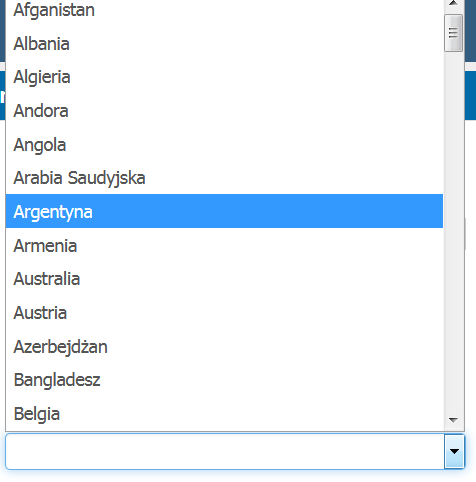 Afganistan
Albania
Algieria
Andora
Angola
Arabia Saudyjska
Argentyna
Armenia
Australia
Austria
Azerbejdżan
Bangladesz
Belgia